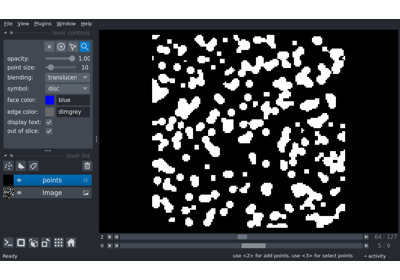 File View Plugins Window Help
layer controls
opacity: 1.00
point size: 10
blending: translucen
symbol: disc
face color: blue
edge color: dimgrey
display text:
out of slice:
layer list
points
Image
2 64 127
0 5 9
Ready use <2> for add points, use <3> for select points activity